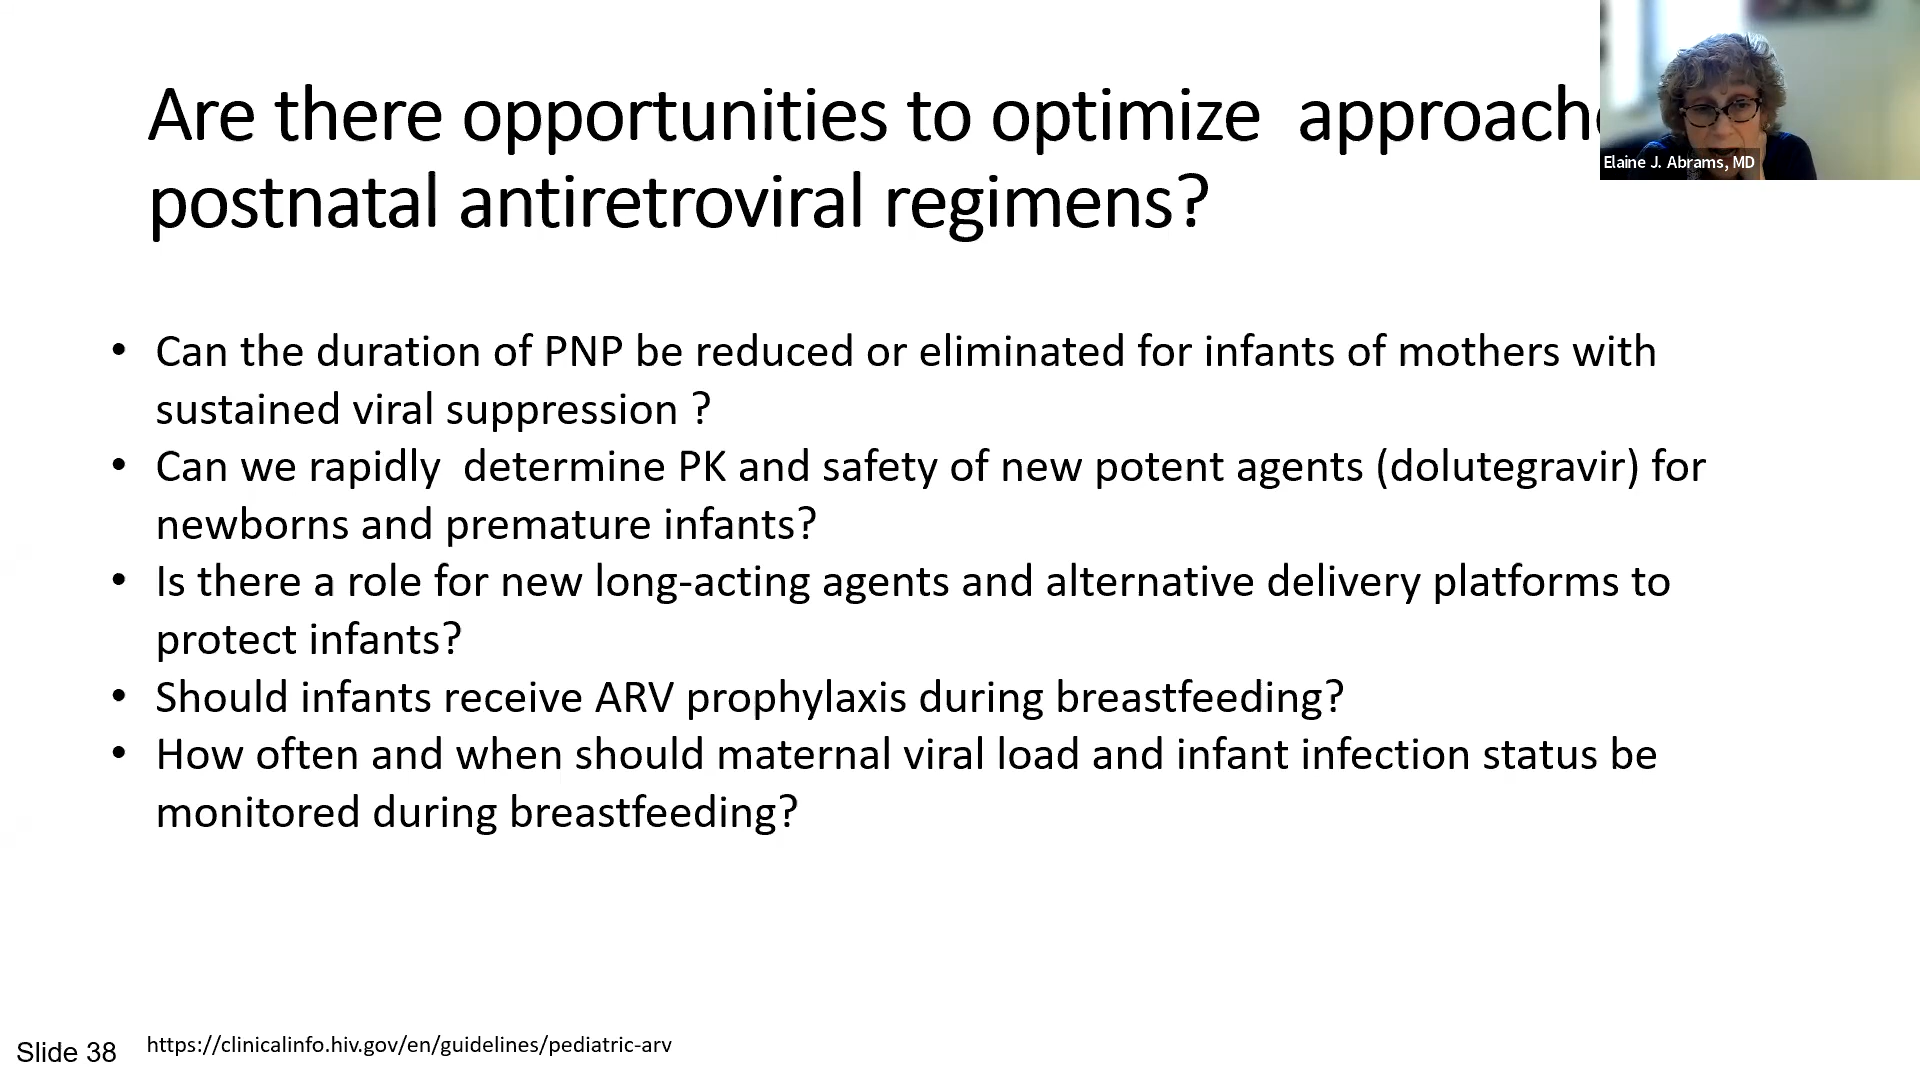 Are there opportunities to optimize  approach
postnatal antiretroviral regimens?
Elaine J. Abrams, MD
• Can the duration of PNP be reduced or eliminated for infants of mothers with
sustained viral suppression ?
• Can we rapidly  determine PK and safety of new potent agents (dolutegravir) for
newborns and premature infants?
• Is there a role for new long-acting agents and alternative delivery platforms to
protect infants?
• Should infants receive ARV prophylaxis during breastfeeding?
• How often and when should maternal viral load and infant infection status be
monitored during breastfeeding?
Slide 38
https://clinicalinfo.hiv.gov/en/guidelines/pediatric-arv